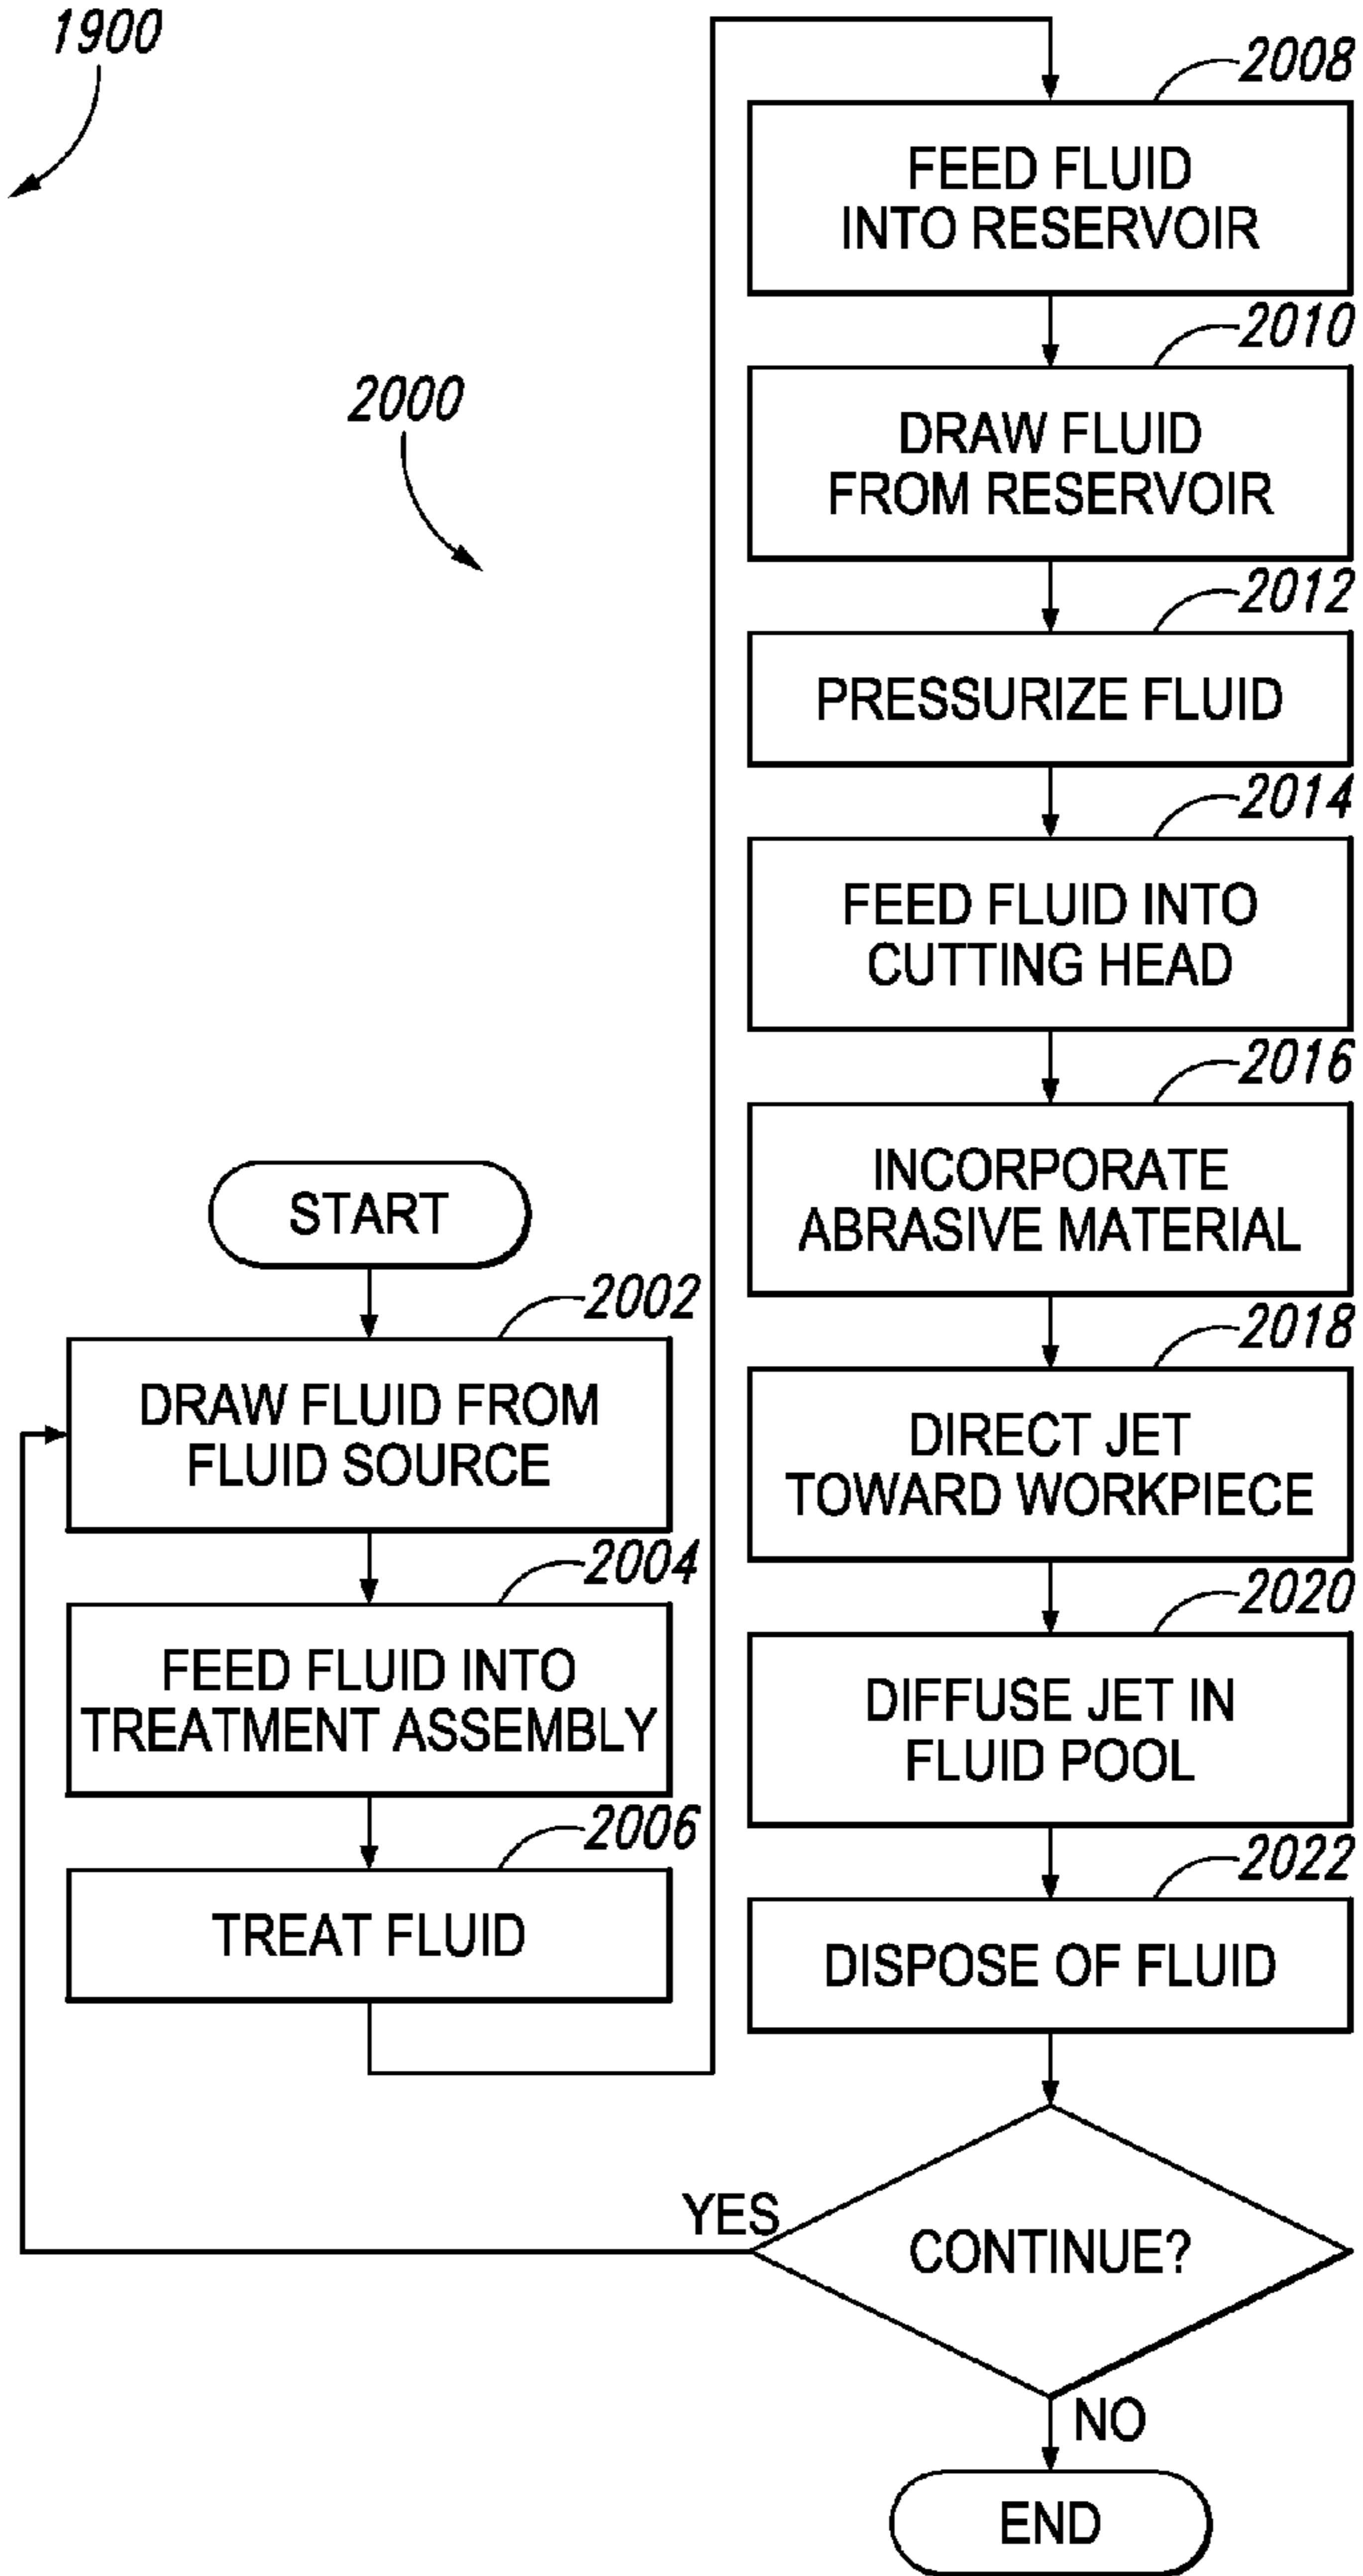 1900
2000
START
2002
DRAW FLUID FROM
FLUID SOURCE
2004
FEED FLUID INTO
TREATMENT ASSEMBLY
2006
TREAT FLUID
2008
FEED FLUID
INTO RESERVOIR
2010
DRAW FLUID
FROM RESERVOIR
2012
PRESSURIZE FLUID
2014
FEED FLUID INTO
CUTTING HEAD
2016
INCORPORATE
ABRASIVE MATERIAL
2018
DIRECT JET
TOWARD WORKPIECE
2020
DIFFUSE JET IN
FLUID POOL
2022
DISPOSE OF FLUID
CONTINUE?
YES
NO
END